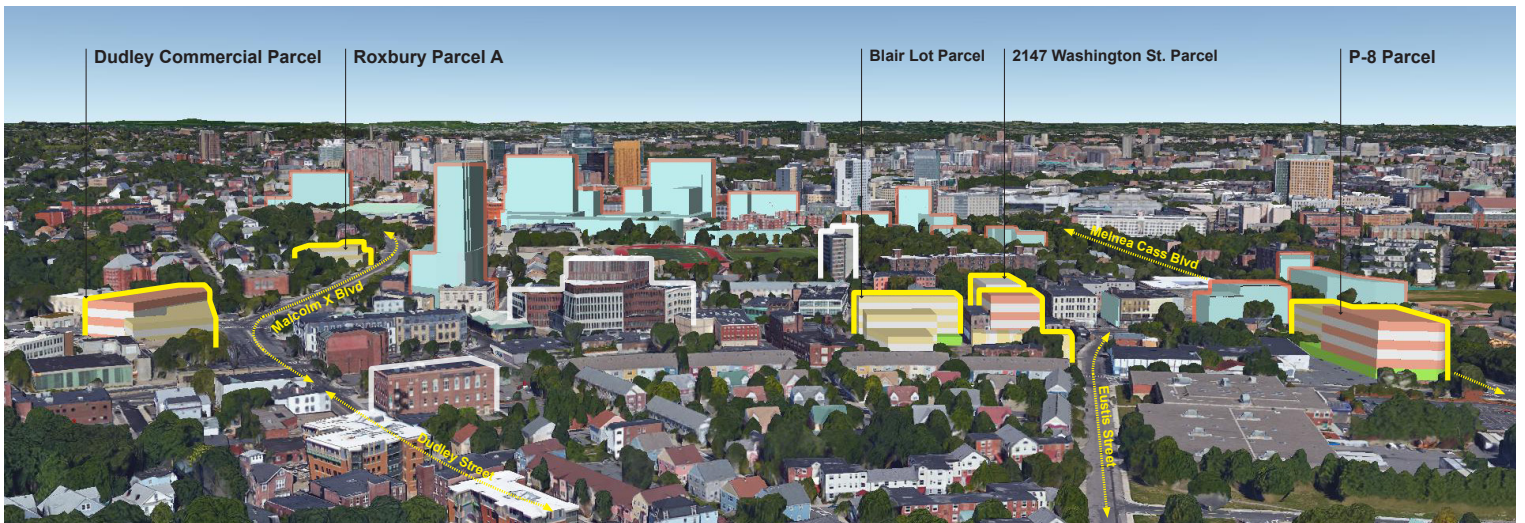 Dudley Commercial Parcel
Roxbury Parcel A
Blair Lot Parcel
2147 Washington St. Parcel
P-8 Parcel
Melnea Cass Blvd
Malcolm X Blvd
Dudley Street
Eustis Street